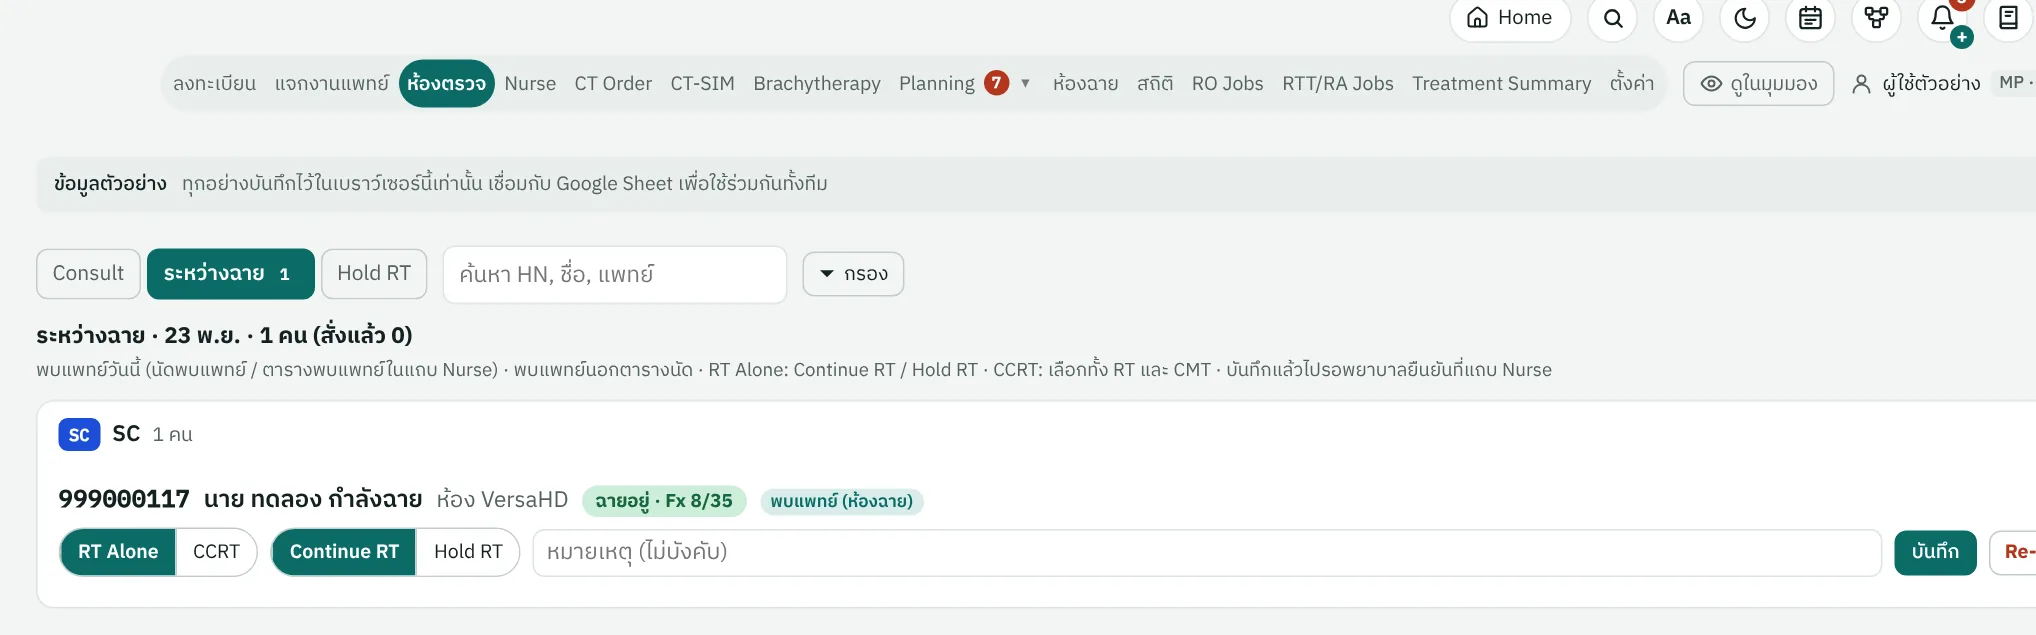 Home Aa
ลงทะเบียน แจกงานแพทย์ ห้องตรวจ Nurse CT Order CT-SIM Brachytherapy Planning 7 ห้องฉาย สถิติ RO Jobs RTT/RA Jobs Treatment Summary ตั้งค่า ดูในมุมมอง ผู้ใช้ตัวอย่าง MP ·
ข้อมูลตัวอย่าง ทุกอย่างบันทึกไว้ในเบราว์เซอร์นี้เท่านั้น เชื่อมกับ Google Sheet เพื่อใช้ร่วมกันทั้งทีม
Consult ระหว่างฉาย 1 Hold RT ค้นหา HN, ชื่อ, แพทย์ กรอง
ระหว่างฉาย · 23 พ.ย. · 1 คน (สั่งแล้ว 0)
พบแพทย์วันนี้ (นัดพบแพทย์ / ตารางพบแพทย์ในแถบ Nurse) · พบแพทย์นอกตารางนัด · RT Alone: Continue RT / Hold RT · CCRT: เลือกทั้ง RT และ CMT · บันทึกแล้วไปรอพยาบาลยืนยันที่แถบ Nurse
SC SC 1 คน
999000117 นาย ทดลอง กำลังฉาย ห้อง VersaHD ฉายอยู่ · Fx 8/35 พบแพทย์ (ห้องฉาย)
RT Alone CCRT Continue RT Hold RT หมายเหตุ (ไม่บังคับ) บันทึก Re-